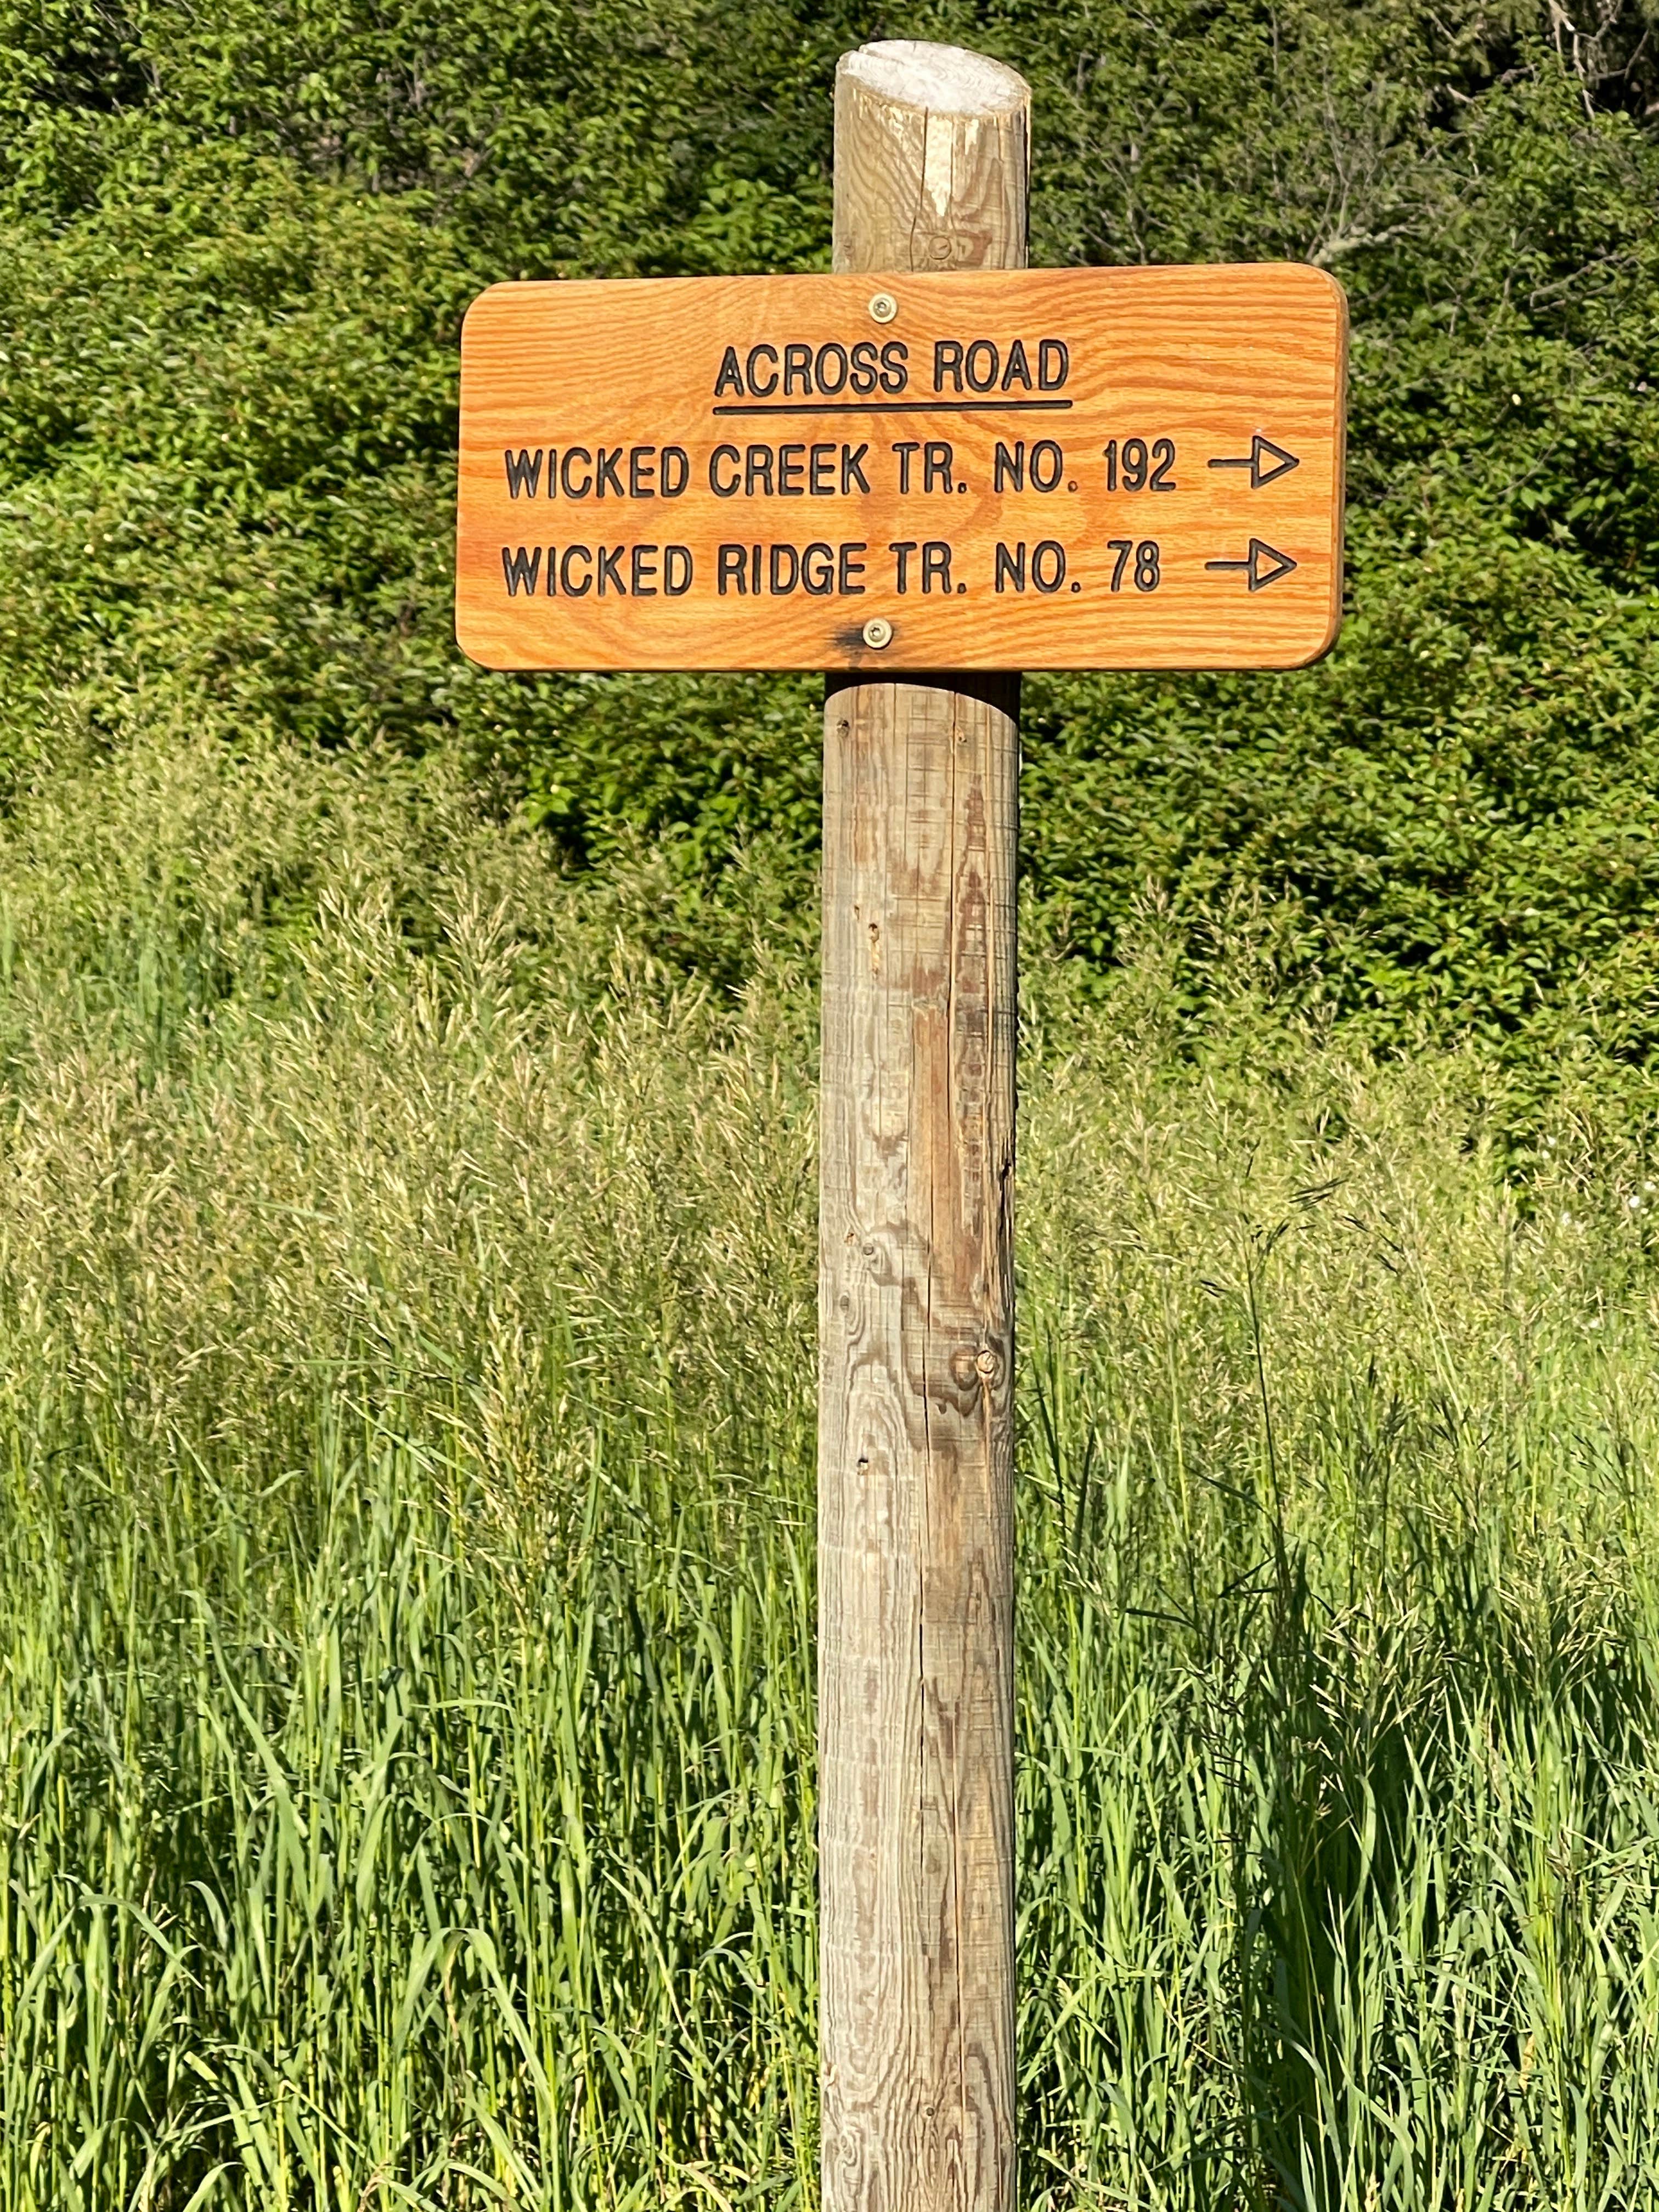 ACROSS ROAD
WICKED CREEK TR. NO. 192 →
WICKED RIDGE TR. NO. 78 →